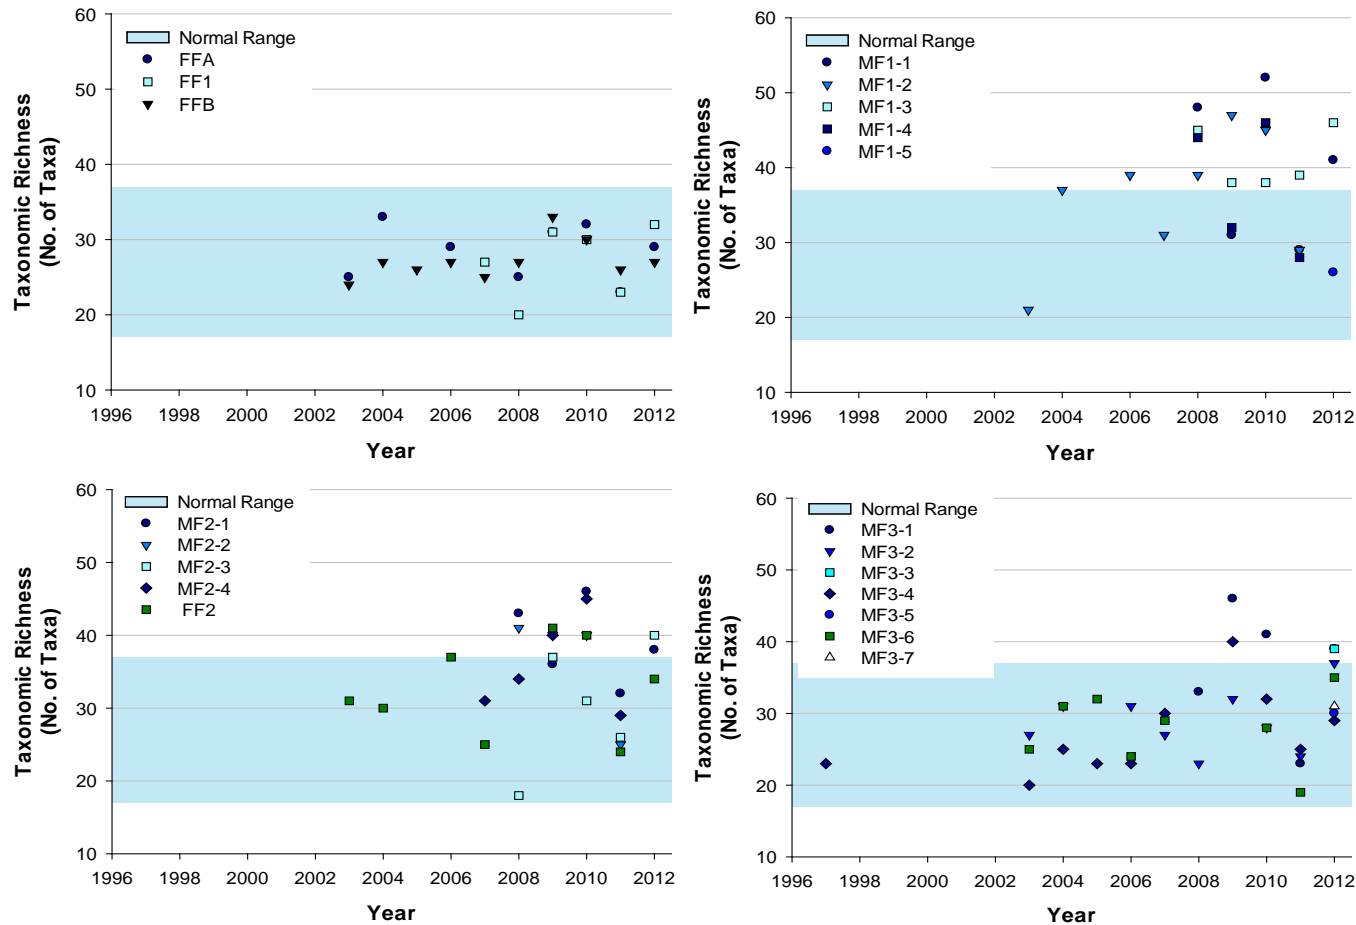 Taxonomic Richness
(No. of Taxa)
60
50
40
30
20
10
Normal Range
FFA
FF1
FFB
1996 1998 2000 2002 2004 2006 2008 2010 2012
Year
Taxonomic Richness
(No. of Taxa)
60
50
40
30
20
10
Normal Range
MF1-1
MF1-2
MF1-3
MF1-4
MF1-5
1996 1998 2000 2002 2004 2006 2008 2010 2012
Year
Taxonomic Richness
(No. of Taxa)
60
50
40
30
20
10
Normal Range
MF2-1
MF2-2
MF2-3
MF2-4
FF2
1996 1998 2000 2002 2004 2006 2008 2010 2012
Year
Taxonomic Richness
(No. of Taxa)
60
50
40
30
20
10
Normal Range
MF3-1
MF3-2
MF3-3
MF3-4
MF3-5
MF3-6
MF3-7
1996 1998 2000 2002 2004 2006 2008 2010 2012
Year